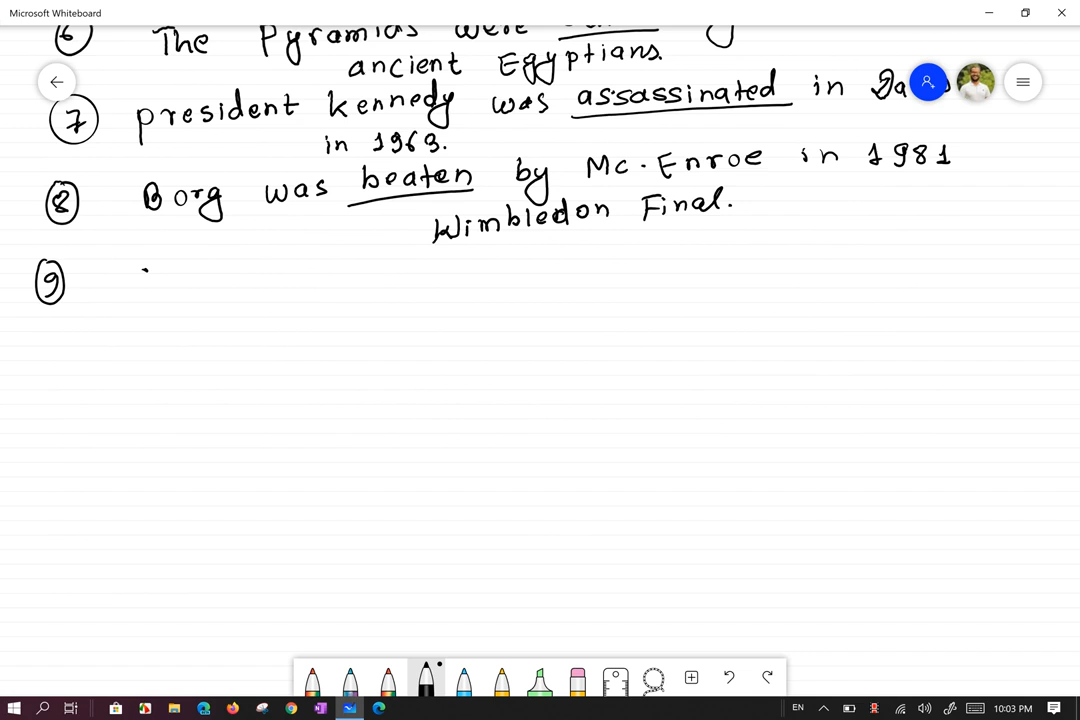 Microsoft Whiteboard
6 The Pyramids were
ancient Egyptians.
7 president kennedy was assassinated in
in 1963.
8 Borg was beaten by Mc. Enroe in 1981
Wimbledon Final.
9
EN 10:03 PM